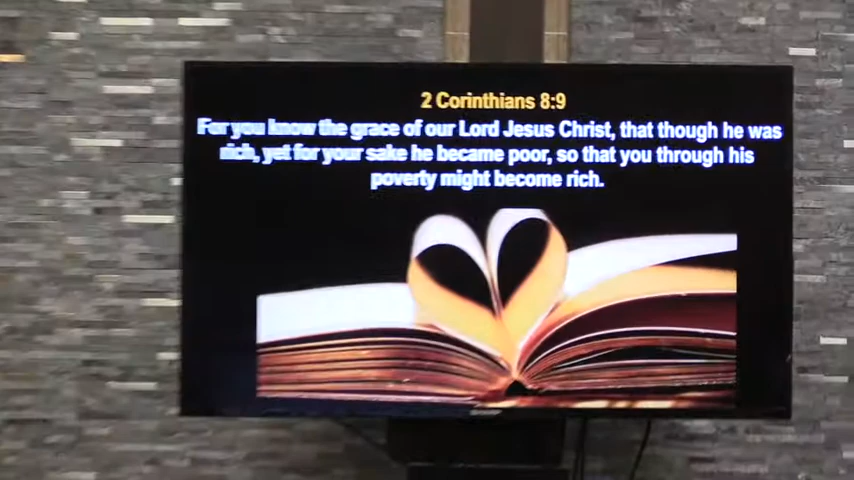 2 Corinthians 8:9
For you know the grace of our Lord Jesus Christ, that though he was
rich, yet for your sake he became poor, so that you through his
poverty might become rich.